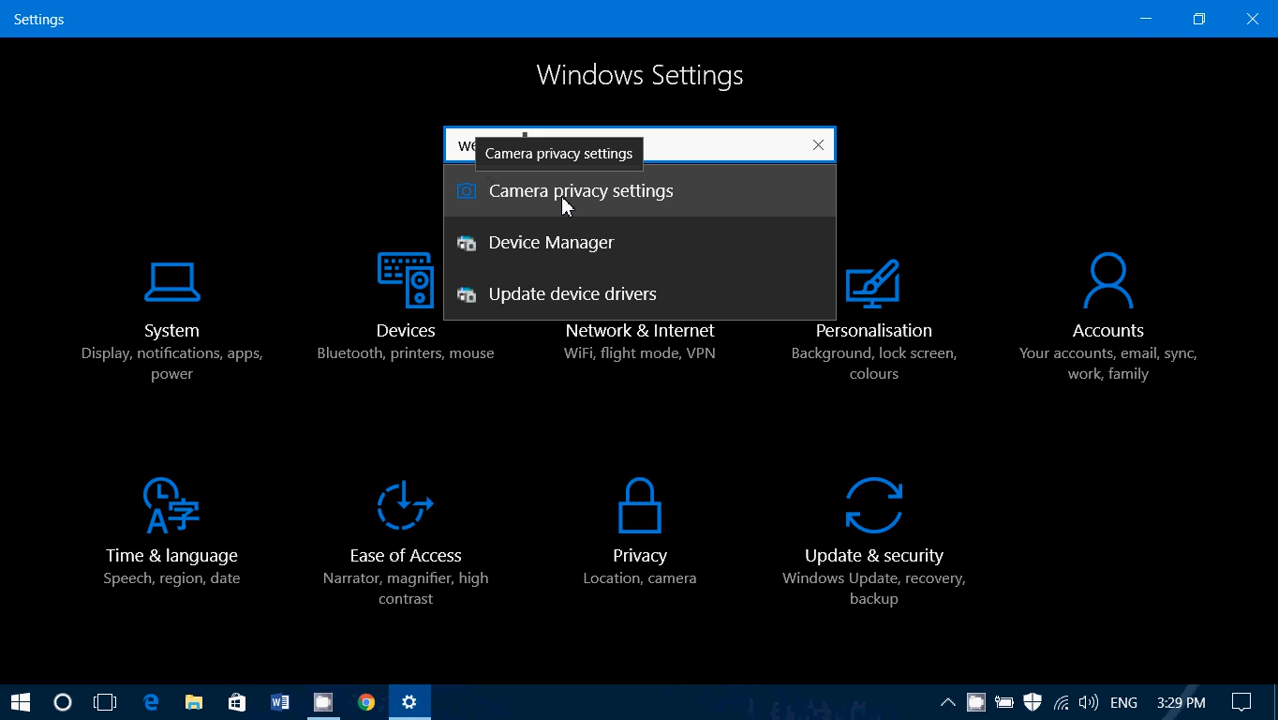 Settings
Windows Settings
we
Camera privacy settings
Camera privacy settings
Device Manager
Update device drivers
System
Display, notifications, apps,
power
Devices
Bluetooth, printers, mouse
Network & Internet
WiFi, flight mode, VPN
Personalisation
Background, lock screen,
colours
Accounts
Your accounts, email, sync,
work, family
Time & language
Speech, region, date
Ease of Access
Narrator, magnifier, high
contrast
Privacy
Location, camera
Update & security
Windows Update, recovery,
backup
ENG
3:29 PM